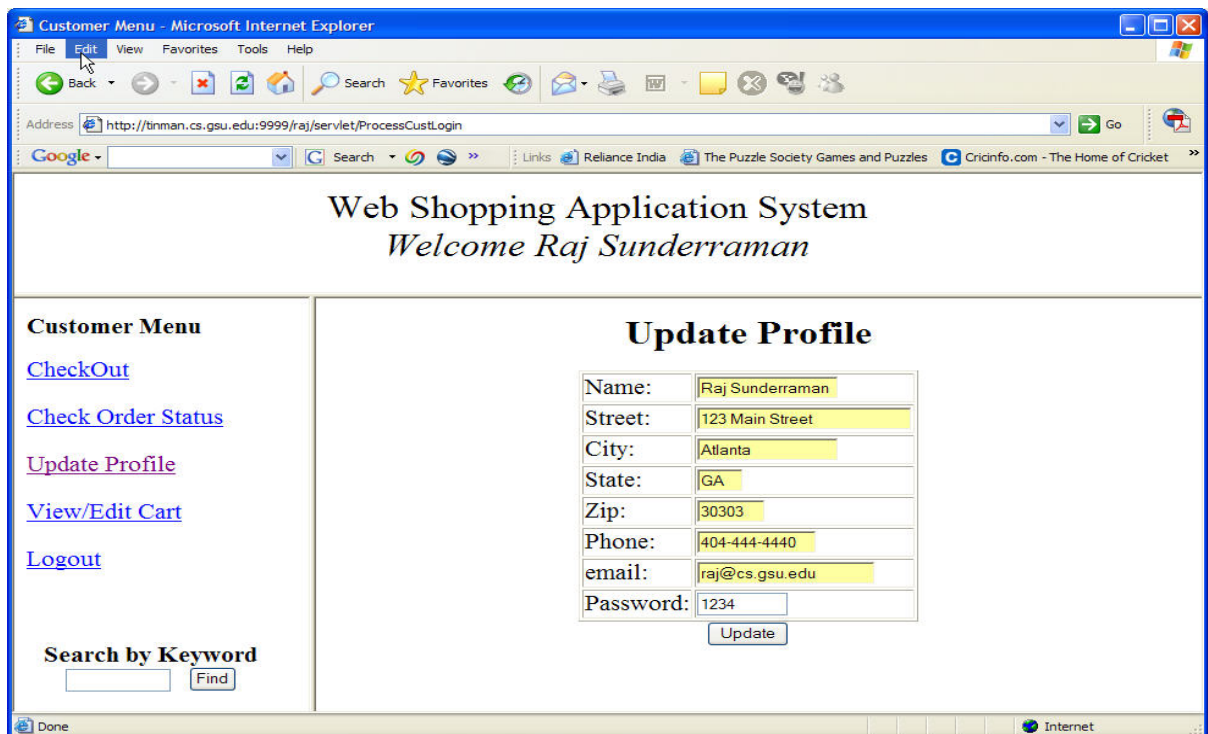 Customer Menu - Microsoft Internet Explorer
File Edit View Favorites Tools Help
Back Search Favorites
Address http://tinman.cs.gsu.edu:9999/raj/servlet/ProcessCustLogin Go
Google Search » Links Reliance India The Puzzle Society Games and Puzzles Cricinfo.com - The Home of Cricket »
Web Shopping Application System
Welcome Raj Sunderraman
Customer Menu
CheckOut
Check Order Status
Update Profile
View/Edit Cart
Logout
Search by Keyword
Find
Update Profile
Name: Raj Sunderraman
Street: 123 Main Street
City: Atlanta
State: GA
Zip: 30303
Phone: 404-444-4440
email: raj@cs.gsu.edu
Password: 1234
Update
Done Internet